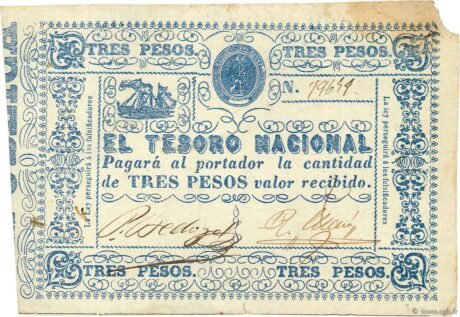 TRES PESOS. TRES PESOS.
N. 19641
EL TESORO NACIONAL
Pagará al portador la cantidad
de TRES PESOS valor recibido.
La Ley perseguirá á los falsificadores
La Ley perseguirá á los falsificadores
TRES PESOS. TRES PESOS.